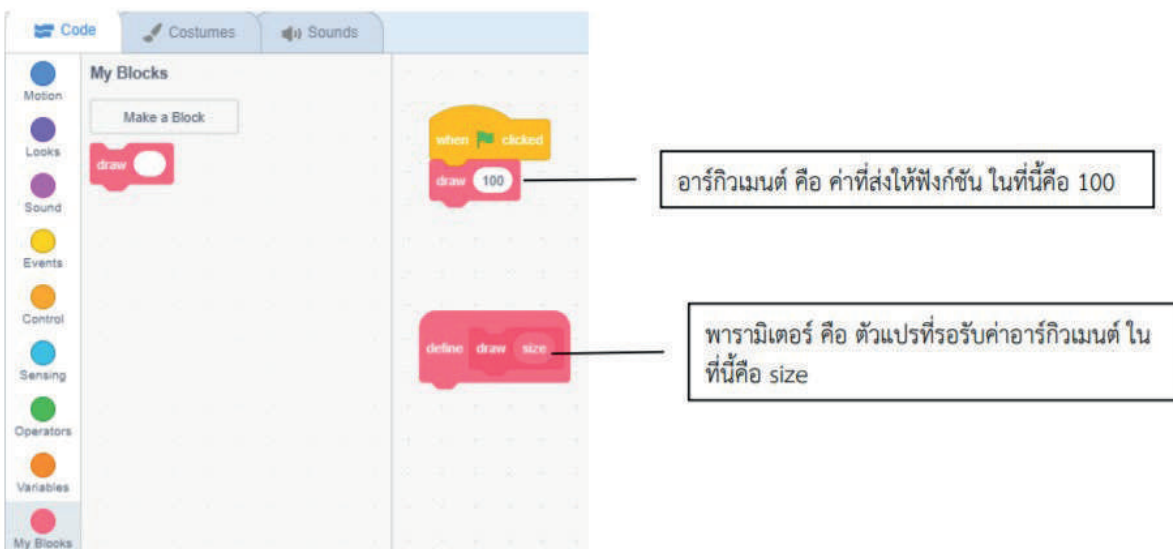 Code
Costumes
Sounds
Motion
Looks
Sound
Events
Control
Sensing
Operators
Variables
My Blocks
My Blocks
Make a Block
draw
when clicked
draw 100
define draw size
อาร์กิวเมนต์ คือ ค่าที่ส่งให้ฟังก์ชัน ในที่นี้คือ 100
พารามิเตอร์ คือ ตัวแปรที่รอรับค่าอาร์กิวเมนต์ ใน
ที่นี้คือ size